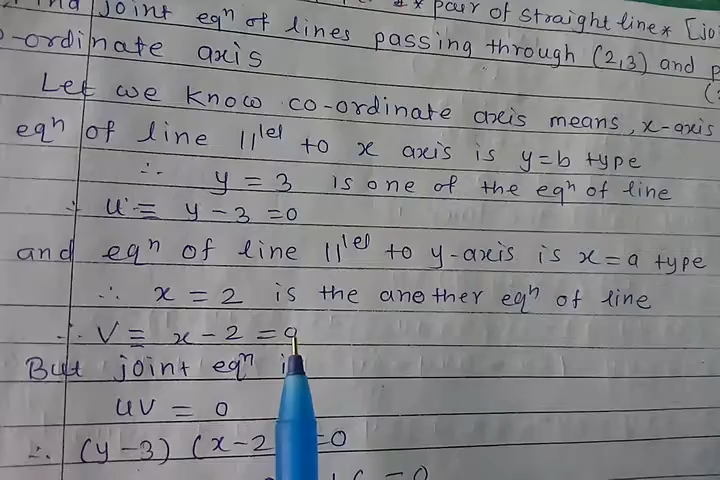 Find joint eqⁿ of lines passing through (2,3) and p
* pair of straight line* [joi
o-ordinate axis
Let we know co-ordinate axis means, x-axis
eqⁿ of line ||ˡᵉˡ to x axis is y=b type
∴ y = 3 is one of the eqⁿ of line
∴ u ≡ y-3 = 0
and eqⁿ of line ||ˡᵉˡ to y-axis is x=a type
∴ x = 2 is the another eqⁿ of line
∴ V ≡ x-2 = 0
But joint eqⁿ i
uv = 0
∴ (y-3) (x-2 =0
= 0